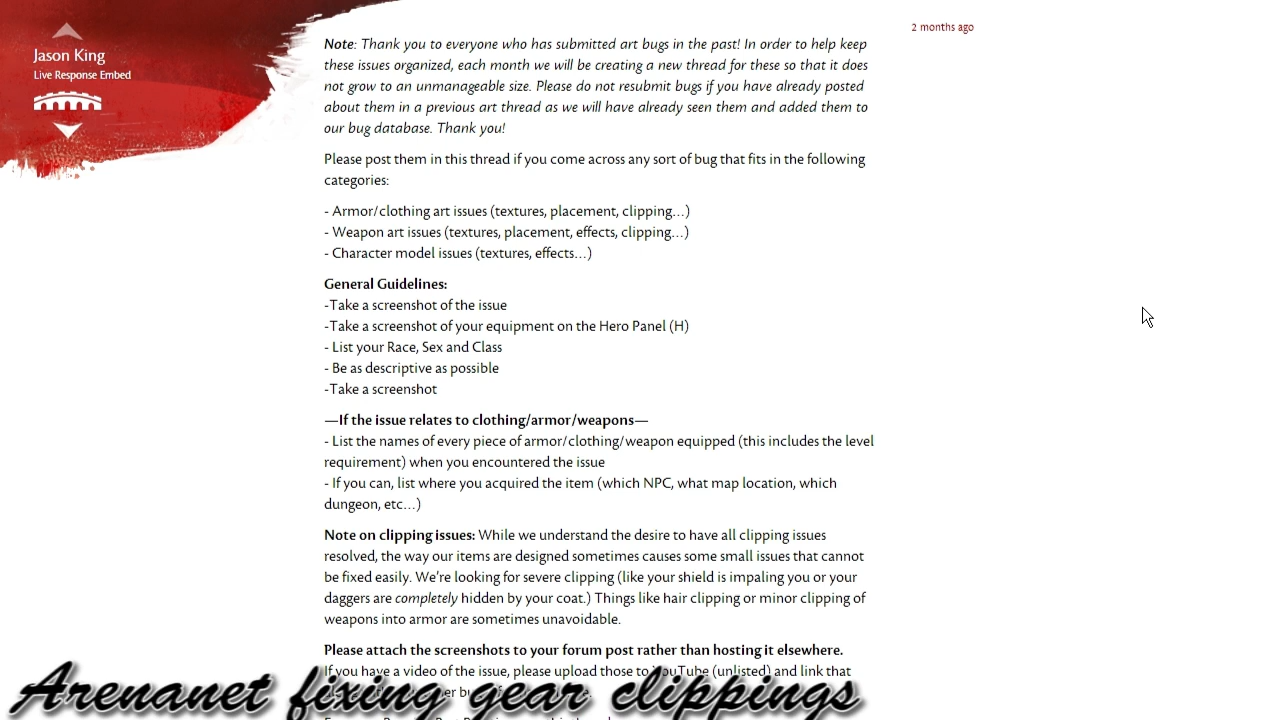 2 months ago
Jason King
Live Response Embed
Note: Thank you to everyone who has submitted art bugs in the past! In order to help keep
these issues organized, each month we will be creating a new thread for these so that it does
not grow to an unmanageable size. Please do not resubmit bugs if you have already posted
about them in a previous art thread as we will have already seen them and added them to
our bug database. Thank you!
Please post them in this thread if you come across any sort of bug that fits in the following
categories:
- Armor/clothing art issues (textures, placement, clipping…)
- Weapon art issues (textures, placement, effects, clipping…)
- Character model issues (textures, effects…)
General Guidelines:
-Take a screenshot of the issue
-Take a screenshot of your equipment on the Hero Panel (H)
- List your Race, Sex and Class
- Be as descriptive as possible
-Take a screenshot
—If the issue relates to clothing/armor/weapons—
- List the names of every piece of armor/clothing/weapon equipped (this includes the level
requirement) when you encountered the issue
- If you can, list where you acquired the item (which NPC, what map location, which
dungeon, etc…)
Note on clipping issues: While we understand the desire to have all clipping issues
resolved, the way our items are designed sometimes causes some small issues that cannot
be fixed easily. We're looking for severe clipping (like your shield is impaling you or your
daggers are completely hidden by your coat.) Things like hair clipping or minor clipping of
weapons into armor are sometimes unavoidable.
Please attach the screenshots to your forum post rather than hosting it elsewhere.
If you have a video of the issue, please upload those to YouTube (unlisted) and link that
Arenanet fixing gear clippings